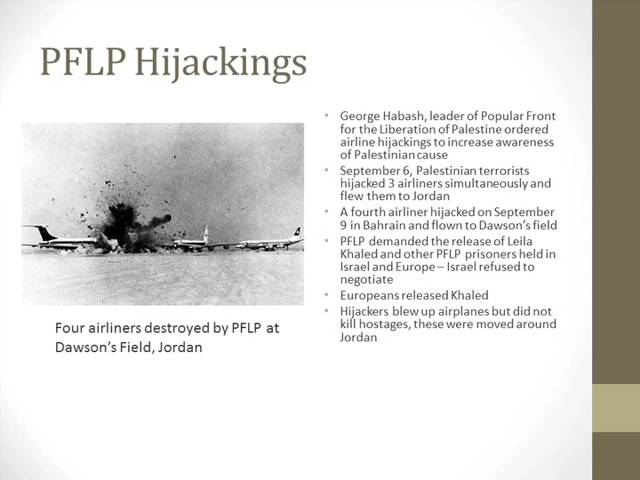 PFLP Hijackings
• George Habash, leader of Popular Front
for the Liberation of Palestine ordered
airline hijackings to increase awareness
of Palestinian cause
• September 6, Palestinian terrorists
hijacked 3 airliners simultaneously and
flew them to Jordan
• A fourth airliner hijacked on September
9 in Bahrain and flown to Dawson's field
• PFLP demanded the release of Leila
Khaled and other PFLP prisoners held in
Israel and Europe – Israel refused to
negotiate
• Europeans released Khaled
• Hijackers blew up airplanes but did not
kill hostages, these were moved around
Jordan
Four airliners destroyed by PFLP at
Dawson's Field, Jordan